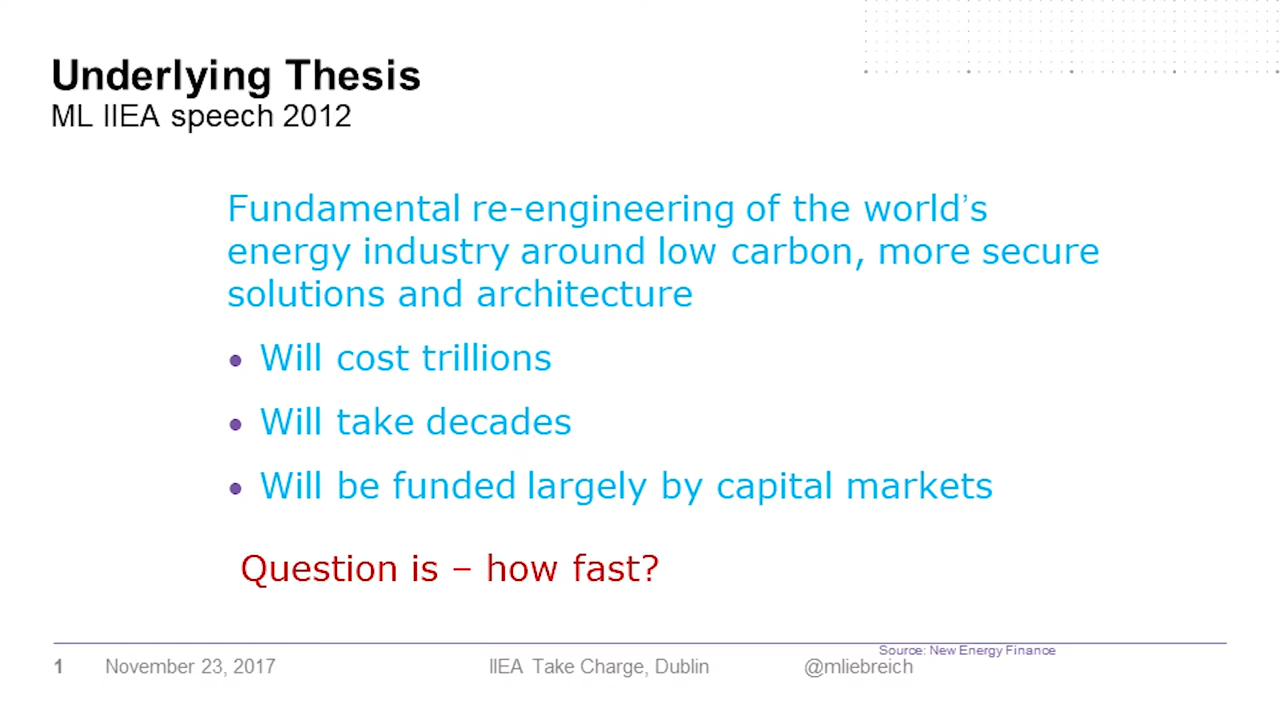 Underlying Thesis
ML IIEA speech 2012
Fundamental re-engineering of the world’s
energy industry around low carbon, more secure
solutions and architecture
• Will cost trillions
• Will take decades
• Will be funded largely by capital markets
Question is – how fast?
Source: New Energy Finance
1 November 23, 2017 IIEA Take Charge, Dublin @mliebreich